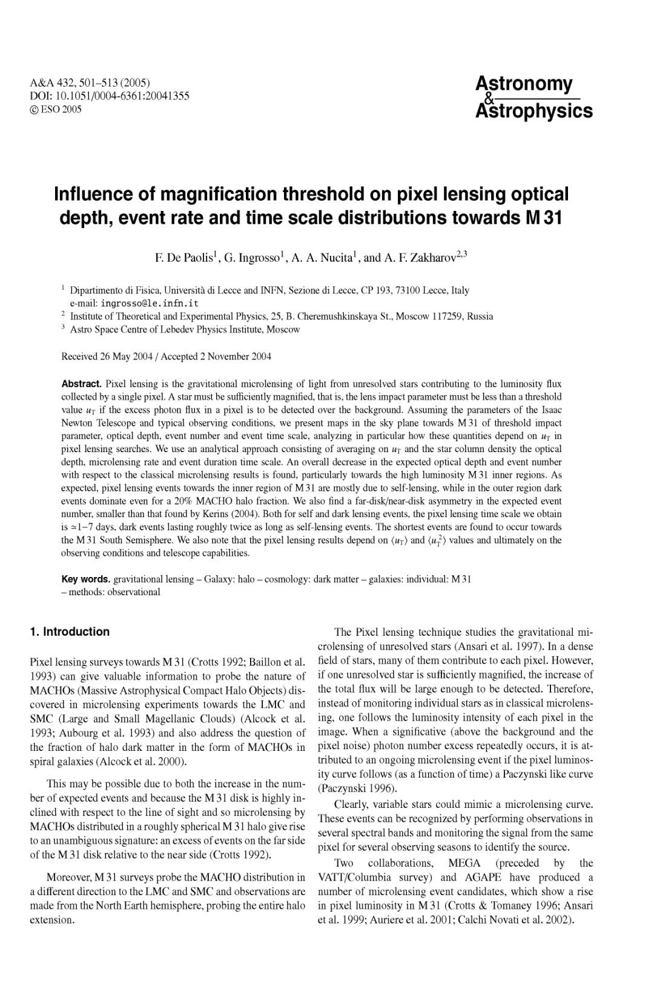 A&A 432, 501–513 (2005)
DOI: 10.1051/0004-6361:20041355
© ESO 2005
Astronomy
&
Astrophysics
Influence of magnification threshold on pixel lensing optical
depth, event rate and time scale distributions towards M 31
F. De Paolis¹, G. Ingrosso¹, A. A. Nucita¹, and A. F. Zakharov²,³
¹ Dipartimento di Fisica, Università di Lecce and INFN, Sezione di Lecce, CP 193, 73100 Lecce, Italy
e-mail: ingrosso@le.infn.it
² Institute of Theoretical and Experimental Physics, 25, B. Cheremushkinskaya St., Moscow 117259, Russia
³ Astro Space Centre of Lebedev Physics Institute, Moscow
Received 26 May 2004 / Accepted 2 November 2004
Abstract. Pixel lensing is the gravitational microlensing of light from unresolved stars contributing to the luminosity flux
collected by a single pixel. A star must be sufficiently magnified, that is, the lens impact parameter must be less than a threshold
value u_T if the excess photon flux in a pixel is to be detected over the background. Assuming the parameters of the Isaac
Newton Telescope and typical observing conditions, we present maps in the sky plane towards M 31 of threshold impact
parameter, optical depth, event number and event time scale, analyzing in particular how these quantities depend on u_T in
pixel lensing searches. We use an analytical approach consisting of averaging on u_T and the star column density the optical
depth, microlensing rate and event duration time scale. An overall decrease in the expected optical depth and event number
with respect to the classical microlensing results is found, particularly towards the high luminosity M 31 inner regions. As
expected, pixel lensing events towards the inner region of M 31 are mostly due to self-lensing, while in the outer region dark
events dominate even for a 20% MACHO halo fraction. We also find a far-disk/near-disk asymmetry in the expected event
number, smaller than that found by Kerins (2004). Both for self and dark lensing events, the pixel lensing time scale we obtain
is ≃1−7 days, dark events lasting roughly twice as long as self-lensing events. The shortest events are found to occur towards
the M 31 South Semisphere. We also note that the pixel lensing results depend on ⟨u_T⟩ and ⟨u_T²⟩ values and ultimately on the
observing conditions and telescope capabilities.
Key words. gravitational lensing – Galaxy: halo – cosmology: dark matter – galaxies: individual: M 31
– methods: observational
1. Introduction
Pixel lensing surveys towards M 31 (Crotts 1992; Baillon et al.
1993) can give valuable information to probe the nature of
MACHOs (Massive Astrophysical Compact Halo Objects) dis-
covered in microlensing experiments towards the LMC and
SMC (Large and Small Magellanic Clouds) (Alcock et al.
1993; Aubourg et al. 1993) and also address the question of
the fraction of halo dark matter in the form of MACHOs in
spiral galaxies (Alcock et al. 2000).
This may be possible due to both the increase in the num-
ber of expected events and because the M 31 disk is highly in-
clined with respect to the line of sight and so microlensing by
MACHOs distributed in a roughly spherical M 31 halo give rise
to an unambiguous signature: an excess of events on the far side
of the M 31 disk relative to the near side (Crotts 1992).
Moreover, M 31 surveys probe the MACHO distribution in
a different direction to the LMC and SMC and observations are
made from the North Earth hemisphere, probing the entire halo
extension.
The Pixel lensing technique studies the gravitational mi-
crolensing of unresolved stars (Ansari et al. 1997). In a dense
field of stars, many of them contribute to each pixel. However,
if one unresolved star is sufficiently magnified, the increase of
the total flux will be large enough to be detected. Therefore,
instead of monitoring individual stars as in classical microlens-
ing, one follows the luminosity intensity of each pixel in the
image. When a significative (above the background and the
pixel noise) photon number excess repeatedly occurs, it is at-
tributed to an ongoing microlensing event if the pixel luminos-
ity curve follows (as a function of time) a Paczynski like curve
(Paczynski 1996).
Clearly, variable stars could mimic a microlensing curve.
These events can be recognized by performing observations in
several spectral bands and monitoring the signal from the same
pixel for several observing seasons to identify the source.
Two collaborations, MEGA (preceded by the
VATT/Columbia survey) and AGAPE have produced a
number of microlensing event candidates, which show a rise
in pixel luminosity in M 31 (Crotts & Tomaney 1996; Ansari
et al. 1999; Auriere et al. 2001; Calchi Novati et al. 2002).